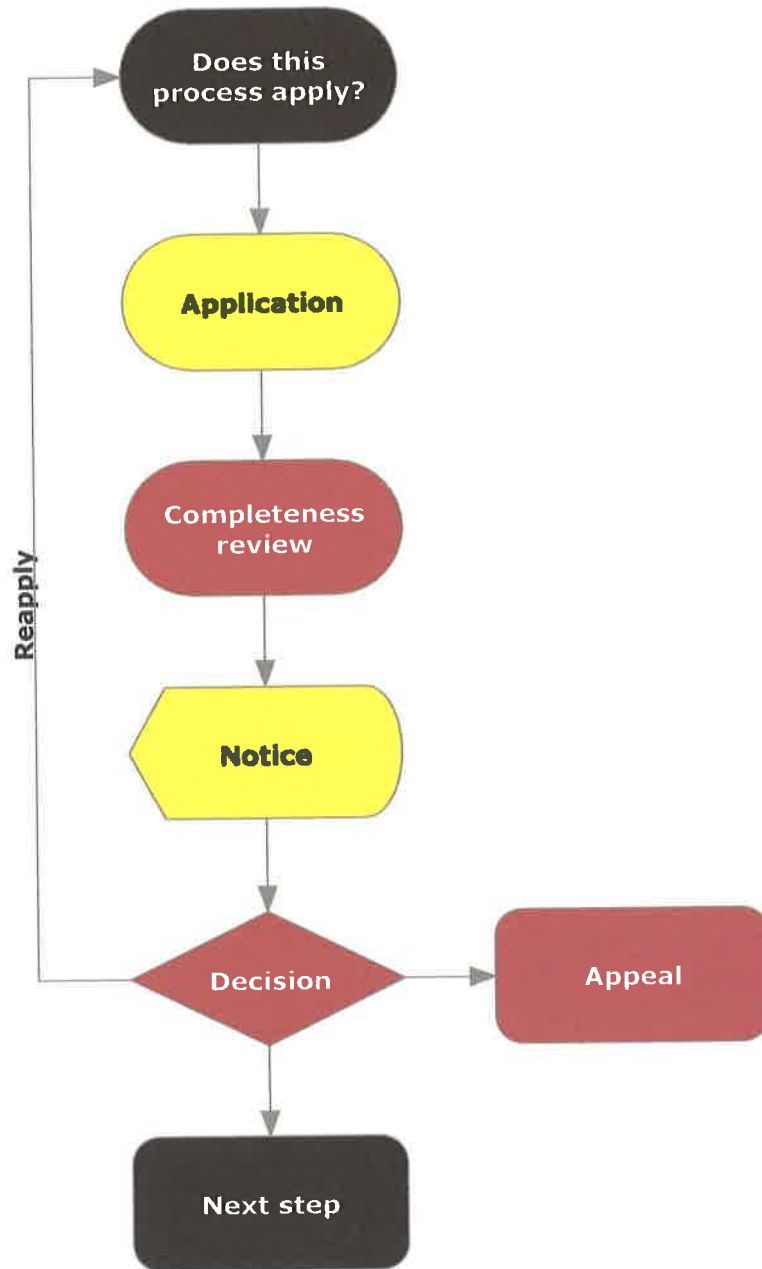 Does this
process apply?
Application
Completeness
review
Reapply
Notice
Decision
Appeal
Next step